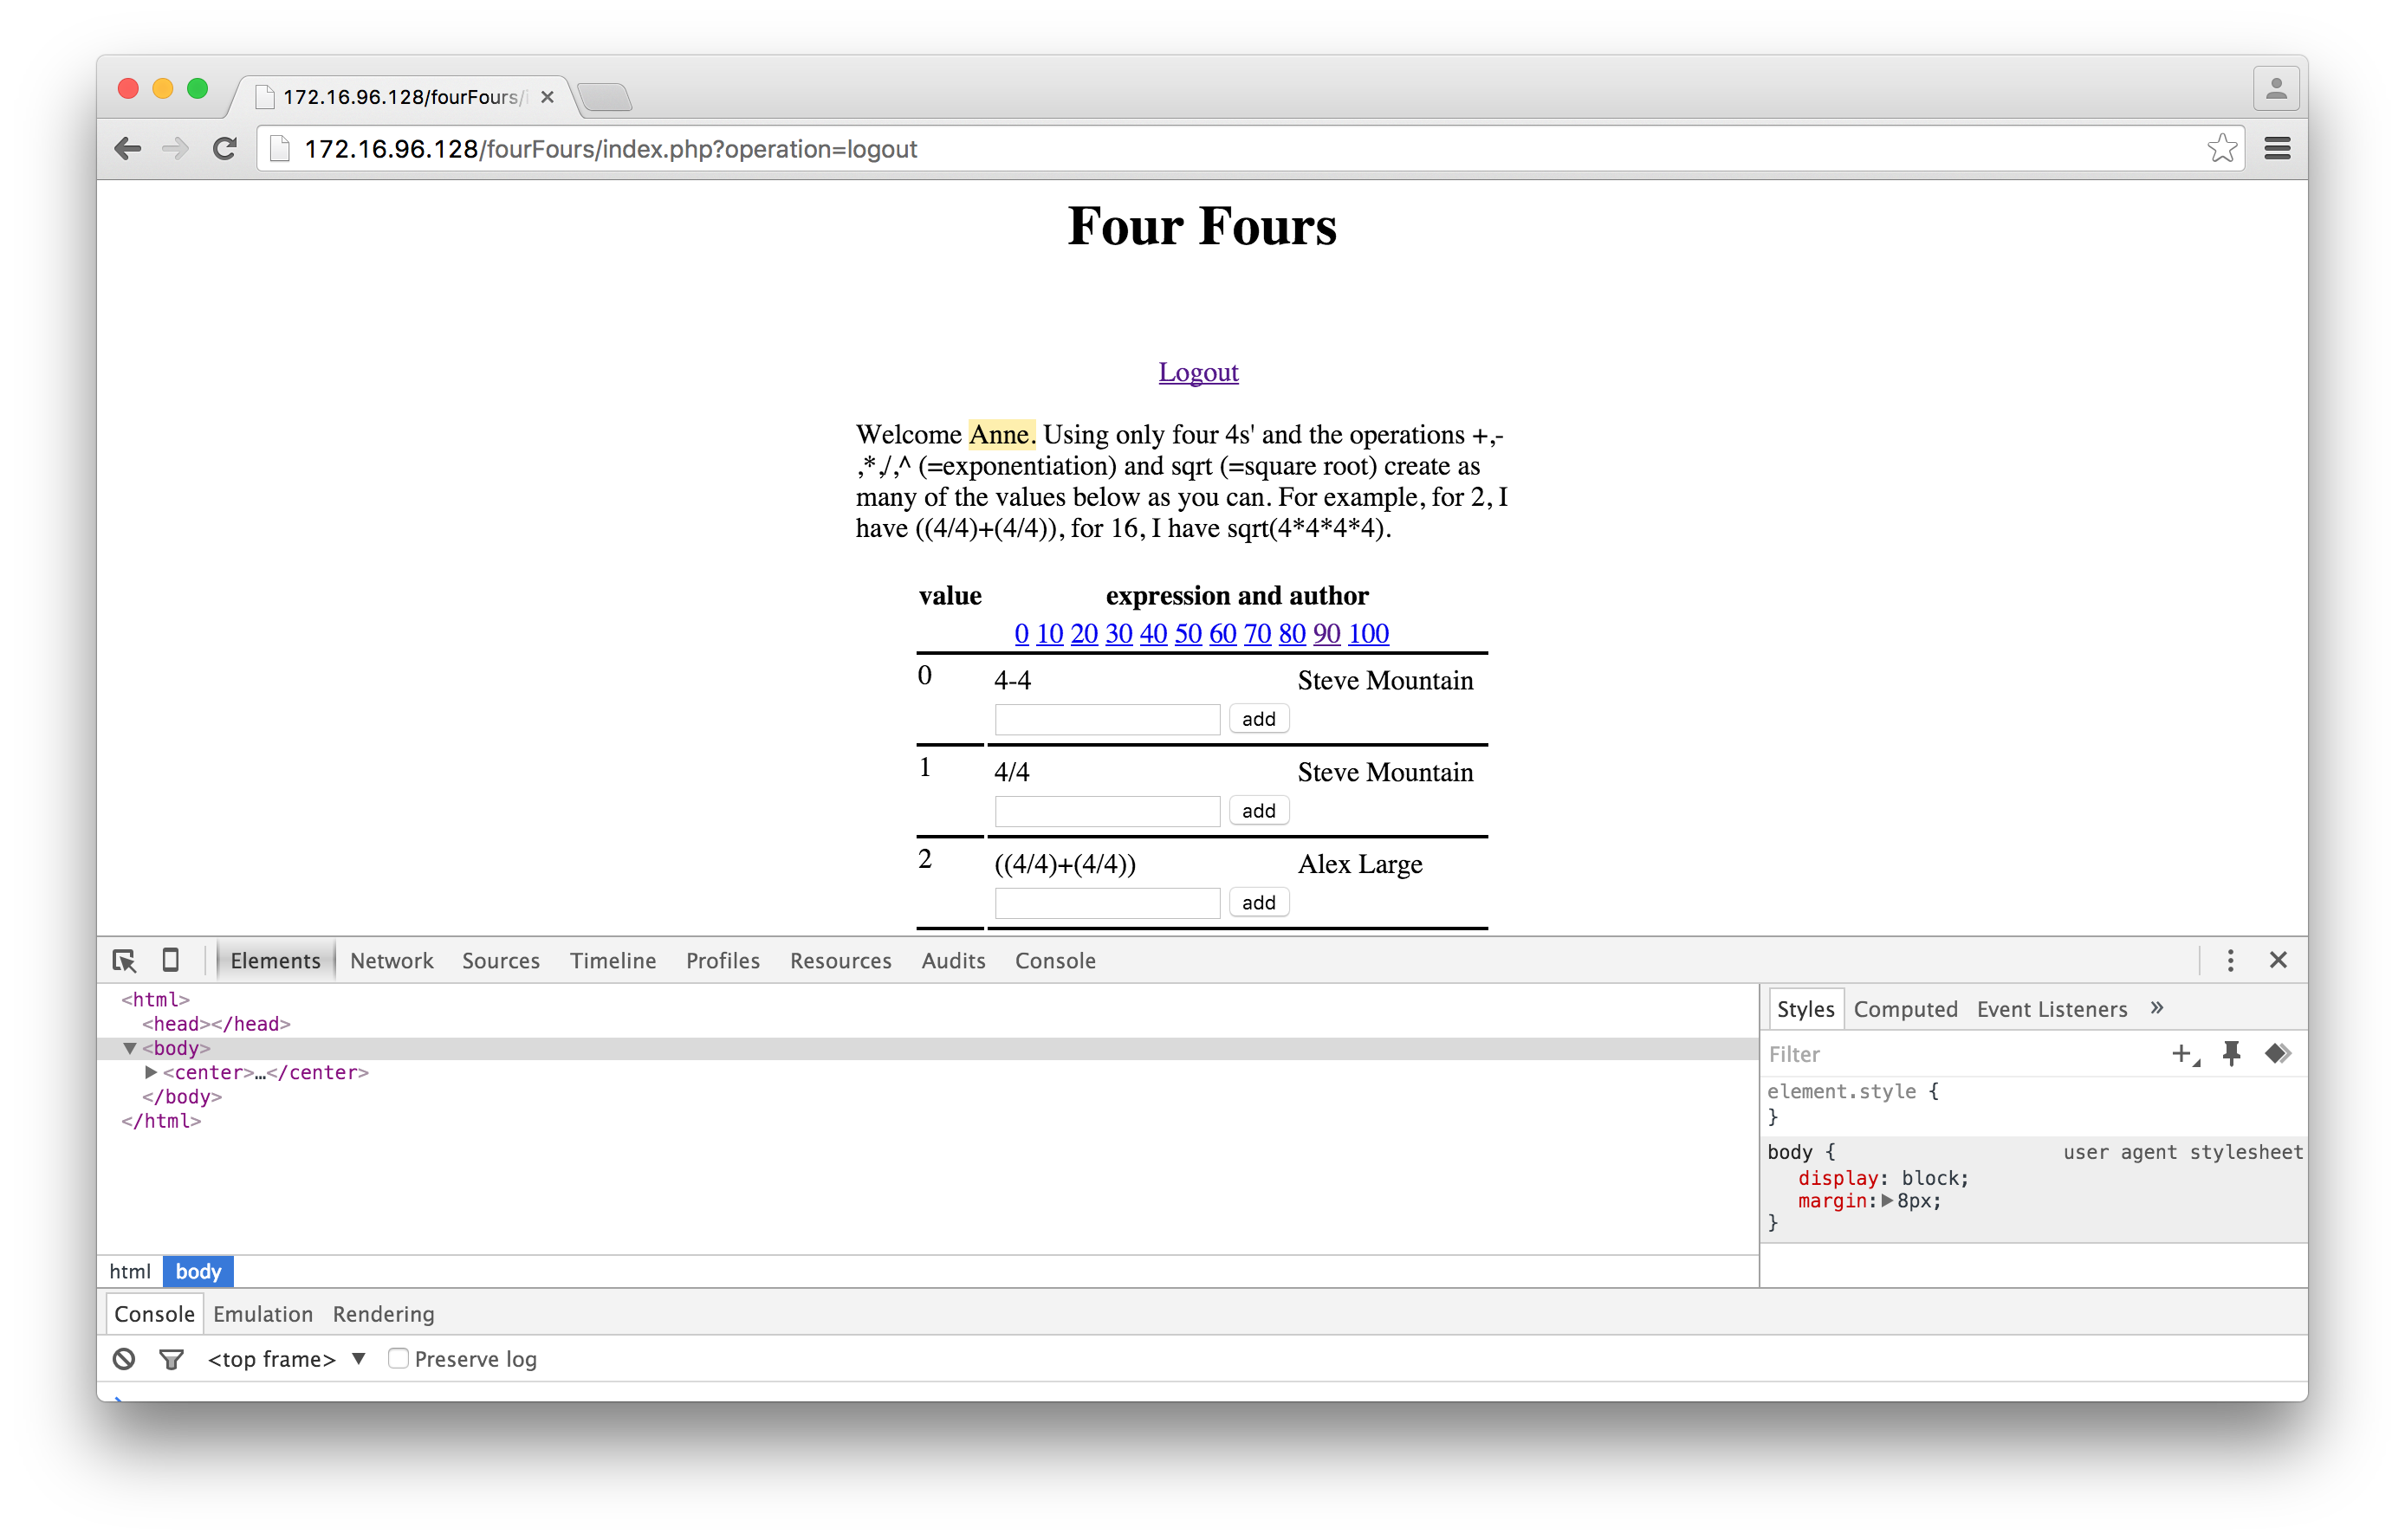 172.16.96.128/fourFours/i
172.16.96.128/fourFours/index.php?operation=logout
Four Fours
Logout
Welcome Anne. Using only four 4s' and the operations +,-
,*,/,^ (=exponentiation) and sqrt (=square root) create as
many of the values below as you can. For example, for 2, I
have ((4/4)+(4/4)), for 16, I have sqrt(4*4*4*4).
value expression and author
0 10 20 30 40 50 60 70 80 90 100
0 4-4 Steve Mountain
add
1 4/4 Steve Mountain
add
2 ((4/4)+(4/4)) Alex Large
add
Elements Network Sources Timeline Profiles Resources Audits Console
<html>
<head></head>
<body>
<center>…</center>
</body>
</html>
html body
Styles Computed Event Listeners »
Filter
element.style {
}
body { user agent stylesheet
display: block;
margin: 8px;
}
Console Emulation Rendering
<top frame> Preserve log